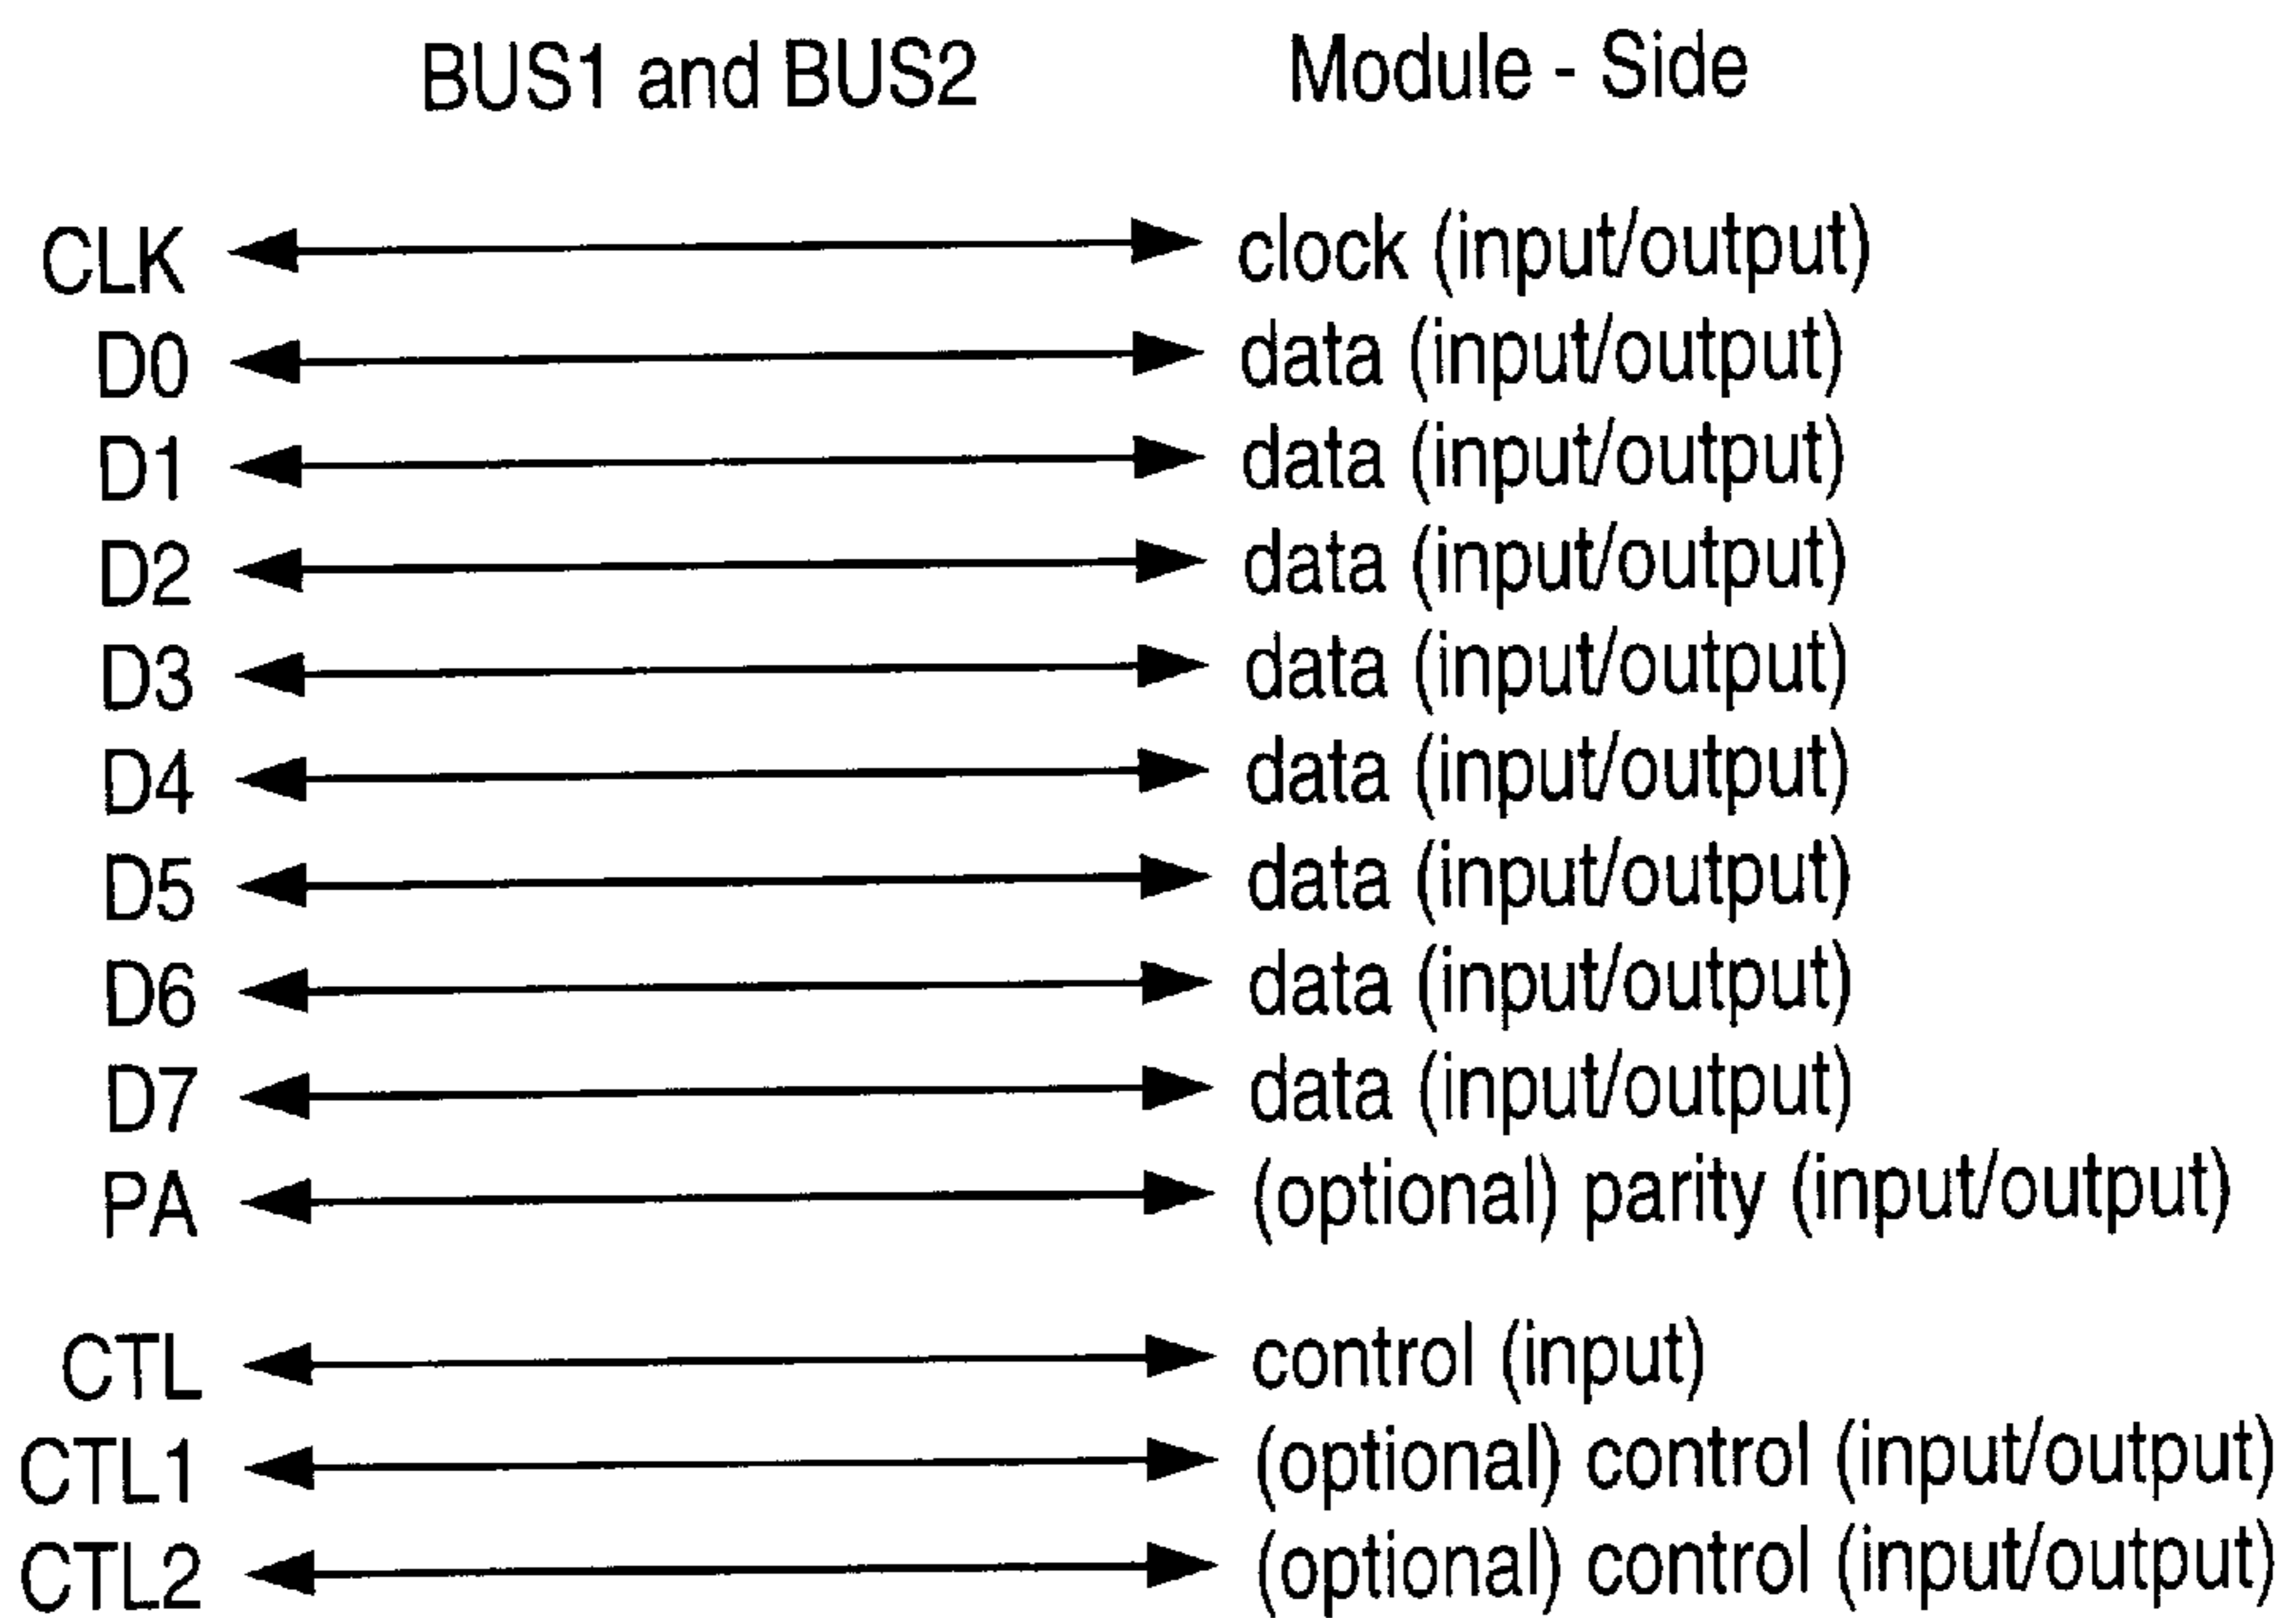 BUS1 and BUS2 Module - Side
CLK clock (input/output)
D0 data (input/output)
D1 data (input/output)
D2 data (input/output)
D3 data (input/output)
D4 data (input/output)
D5 data (input/output)
D6 data (input/output)
D7 data (input/output)
PA (optional) parity (input/output)
CTL control (input)
CTL1 (optional) control (input/output)
CTL2 (optional) control (input/output)